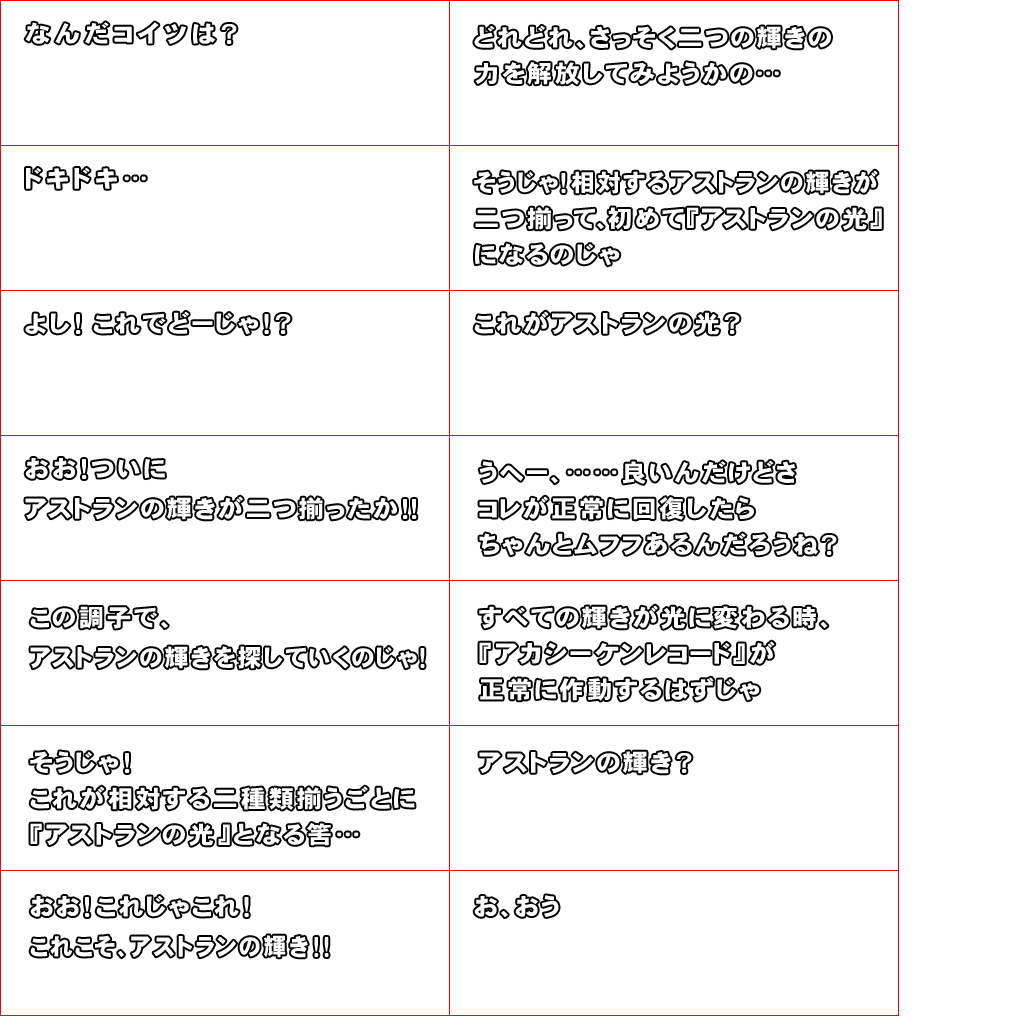 なんだコイツは？
どれどれ、さっそく二つの輝きの
力を解放してみようかの…
ドキドキ…
そうじゃ！相対するアストランの輝きが
二つ揃って、初めて『アストランの光』
になるのじゃ
よし！これでどーじゃ！？
これがアストランの光？
おお！ついに
アストランの輝きが二つ揃ったか！！
うへー、……良いんだけどさ
コレが正常に回復したら
ちゃんとムフフあるんだろうね？
この調子で、
アストランの輝きを探していくのじゃ！
すべての輝きが光に変わる時、
『アカシーケンレコード』が
正常に作動するはずじゃ
そうじゃ！
これが相対する二種類揃うごとに
『アストランの光』となる筈…
アストランの輝き？
おお！これじゃこれ！
これこそ、アストランの輝き！！
お、おう